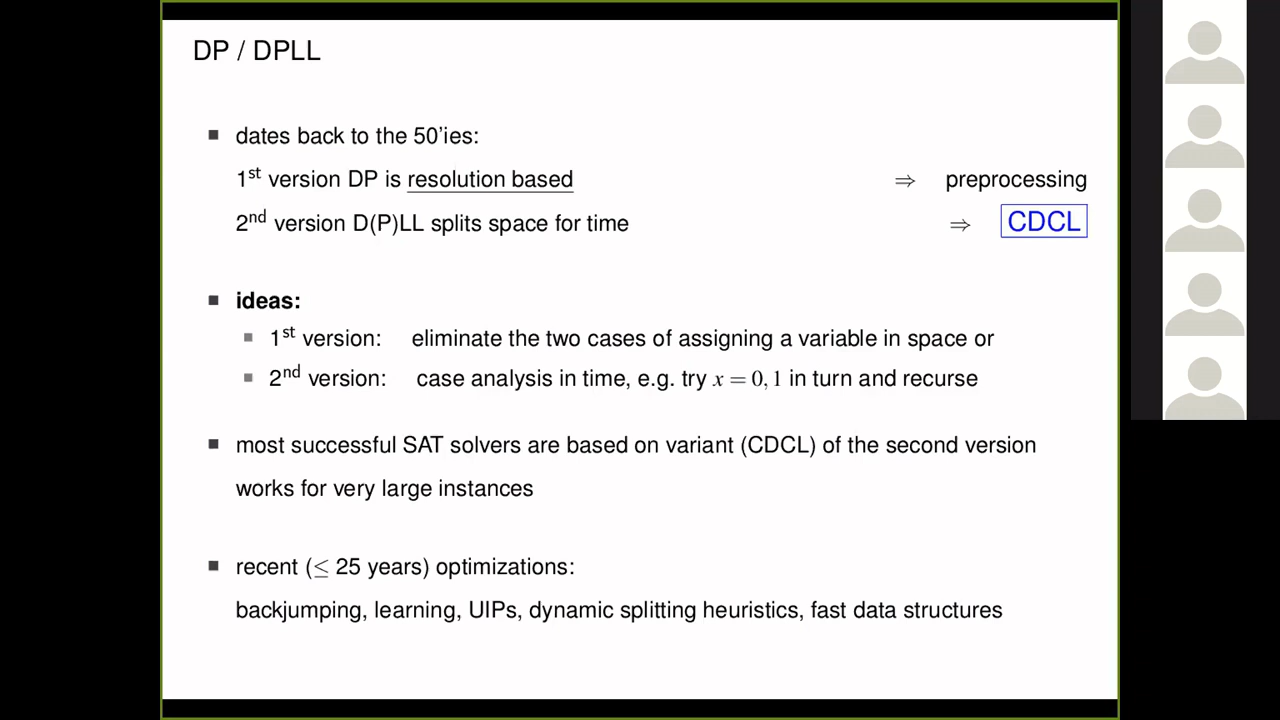 DP / DPLL
dates back to the 50'ies:
1st version DP is resolution based ⇒ preprocessing
2nd version D(P)LL splits space for time ⇒ CDCL
ideas:
1st version: eliminate the two cases of assigning a variable in space or
2nd version: case analysis in time, e.g. try x = 0, 1 in turn and recurse
most successful SAT solvers are based on variant (CDCL) of the second version
works for very large instances
recent (≤ 25 years) optimizations:
backjumping, learning, UIPs, dynamic splitting heuristics, fast data structures